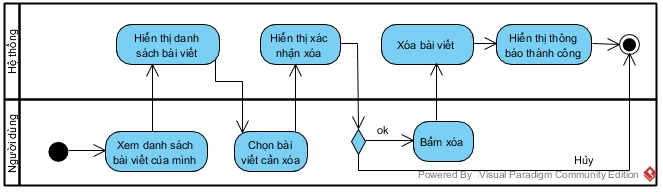 Hệ thống
Hiển thị danh
sách bài viết
Hiển thị xác
nhận xóa
Xóa bài viết
Hiển thị thông
báo thành công
Người dùng
Xem danh sách
bài viết của mình
Chọn bài
viết cần xóa
ok
Bấm xóa
Hủy
Powered By Visual Paradigm Community Edition